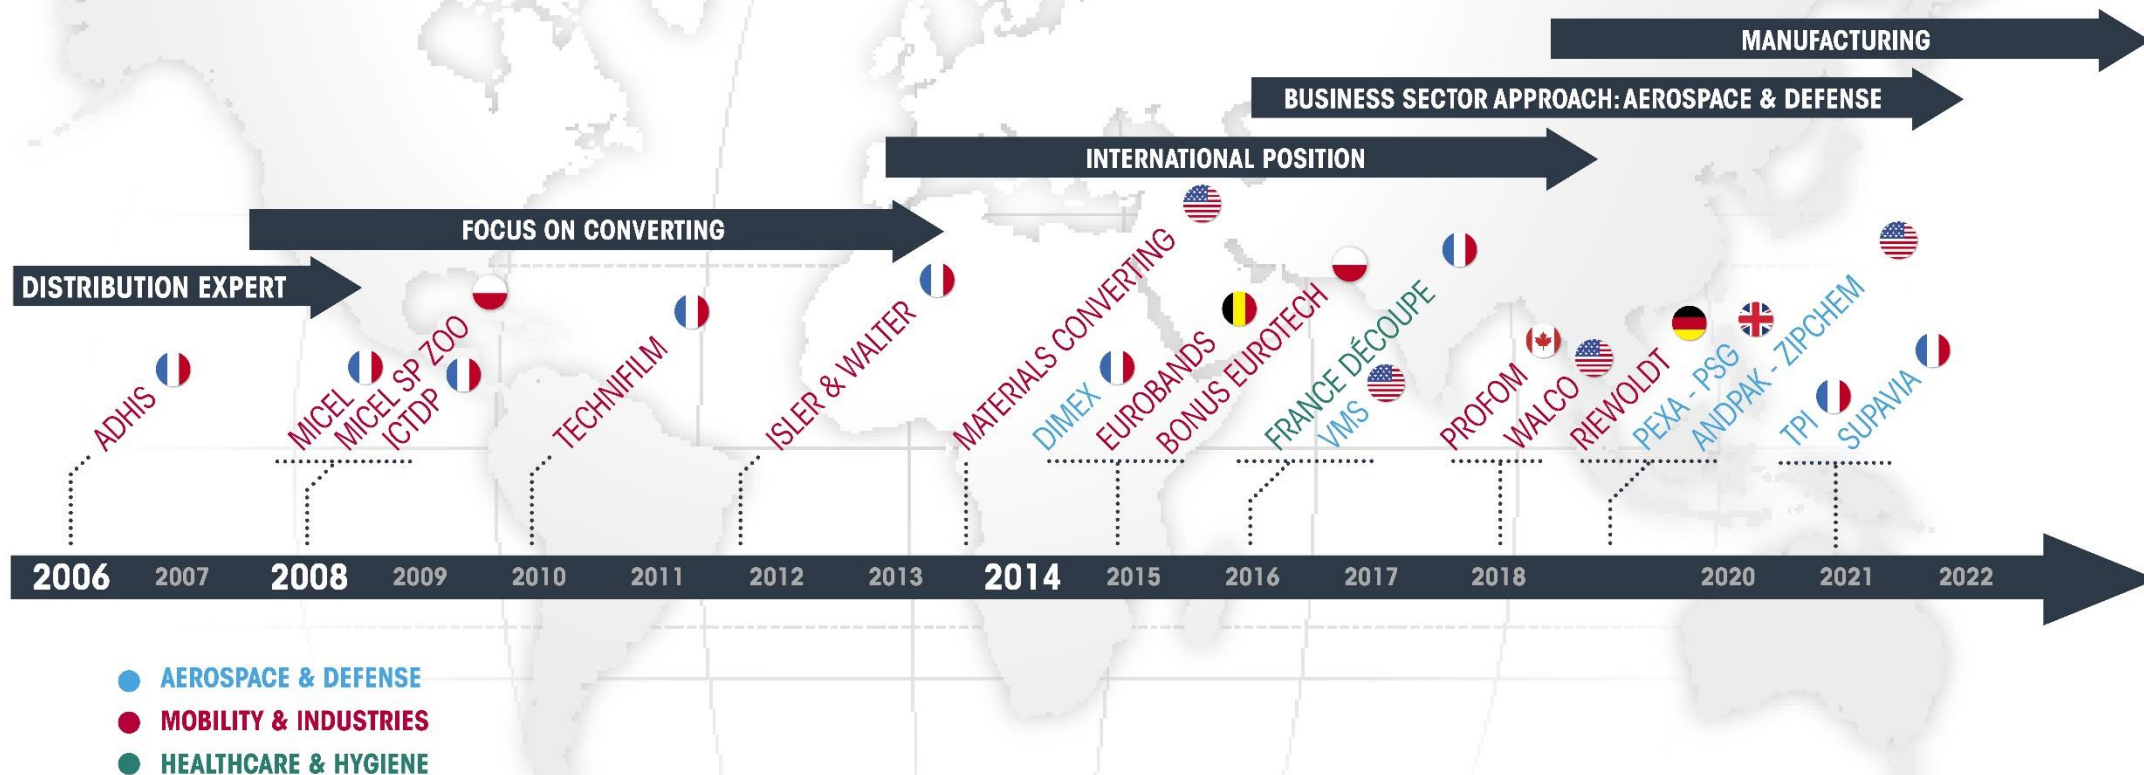 MANUFACTURING
BUSINESS SECTOR APPROACH: AEROSPACE & DEFENSE
INTERNATIONAL POSITION
FOCUS ON CONVERTING
DISTRIBUTION EXPERT
ADHIS
MICEL
MICEL SP ZOO
ICTDP
TECHNIFILM
ISLER & WALTER
MATERIALS CONVERTING
DIMEX
EUROBANDS
BONUS EUROTECH
FRANCE DÉCOUPE
VMS
PROFOM
WALCO
RIEWOLDT
PEXA - PSG
ANDPAK - ZIPCHEM
TPI
SUPAVIA
2006 2007 2008 2009 2010 2011 2012 2013 2014 2015 2016 2017 2018 2020 2021 2022
AEROSPACE & DEFENSE
MOBILITY & INDUSTRIES
HEALTHCARE & HYGIENE